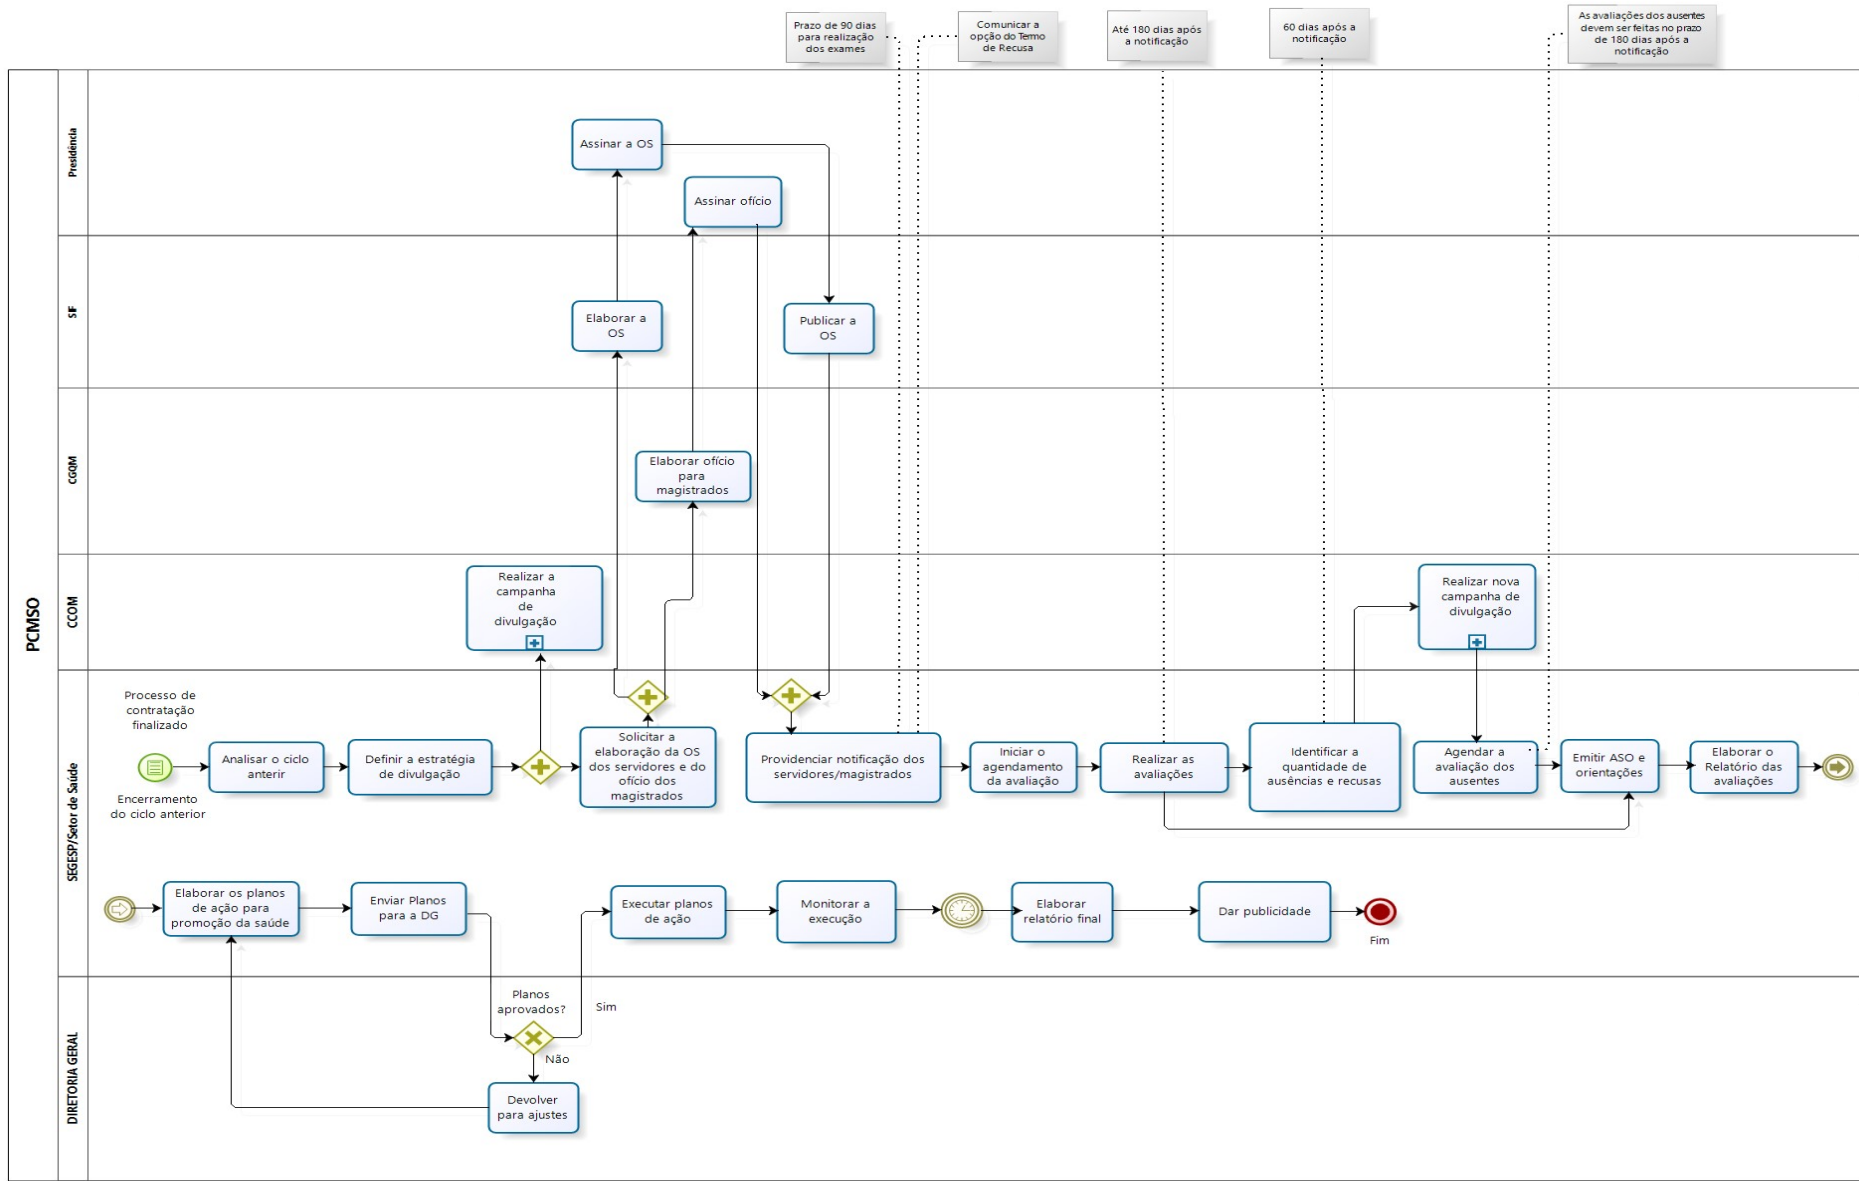 Prazo de 90 dias
para realização
dos exames
Comunicar a
opção do Termo
de Recusa
Até 180 dias após
a notificação
60 dias após a
notificação
As avaliações dos ausentes
devem ser feitas no prazo
de 180 dias após a
notificação
PCMSO
Presidência
Assinar a OS
Assinar ofício
SIF
Elaborar a
OS
Publicar a
OS
CGQM
Elaborar ofício
para
magistrados
CCOM
Realizar a
campanha
de
divulgação
Realizar nova
campanha de
divulgação
SEGESP/Setor de Saúde
Processo de
contratação
finalizado
Encerramento
do ciclo anterior
Analisar o ciclo
anterir
Definir a estratégia
de divulgação
Solicitar a
elaboração da OS
dos servidores e do
ofício dos
magistrados
Providenciar notificação dos
servidores/magistrados
Iniciar o
agendamento
da avaliação
Realizar as
avaliações
Identificar a
quantidade de
ausências e recusas
Agendar a
avaliação dos
ausentes
Emitir ASO e
orientações
Elaborar o
Relatório das
avaliações
Elaborar os planos
de ação para
promoção da saúde
Enviar Planos
para a DG
Executar planos
de ação
Monitorar a
execução
Elaborar
relatório final
Dar publicidade
Fim
DIRETORIA GERAL
Planos
aprovados?
Sim
Não
Devolver
para ajustes